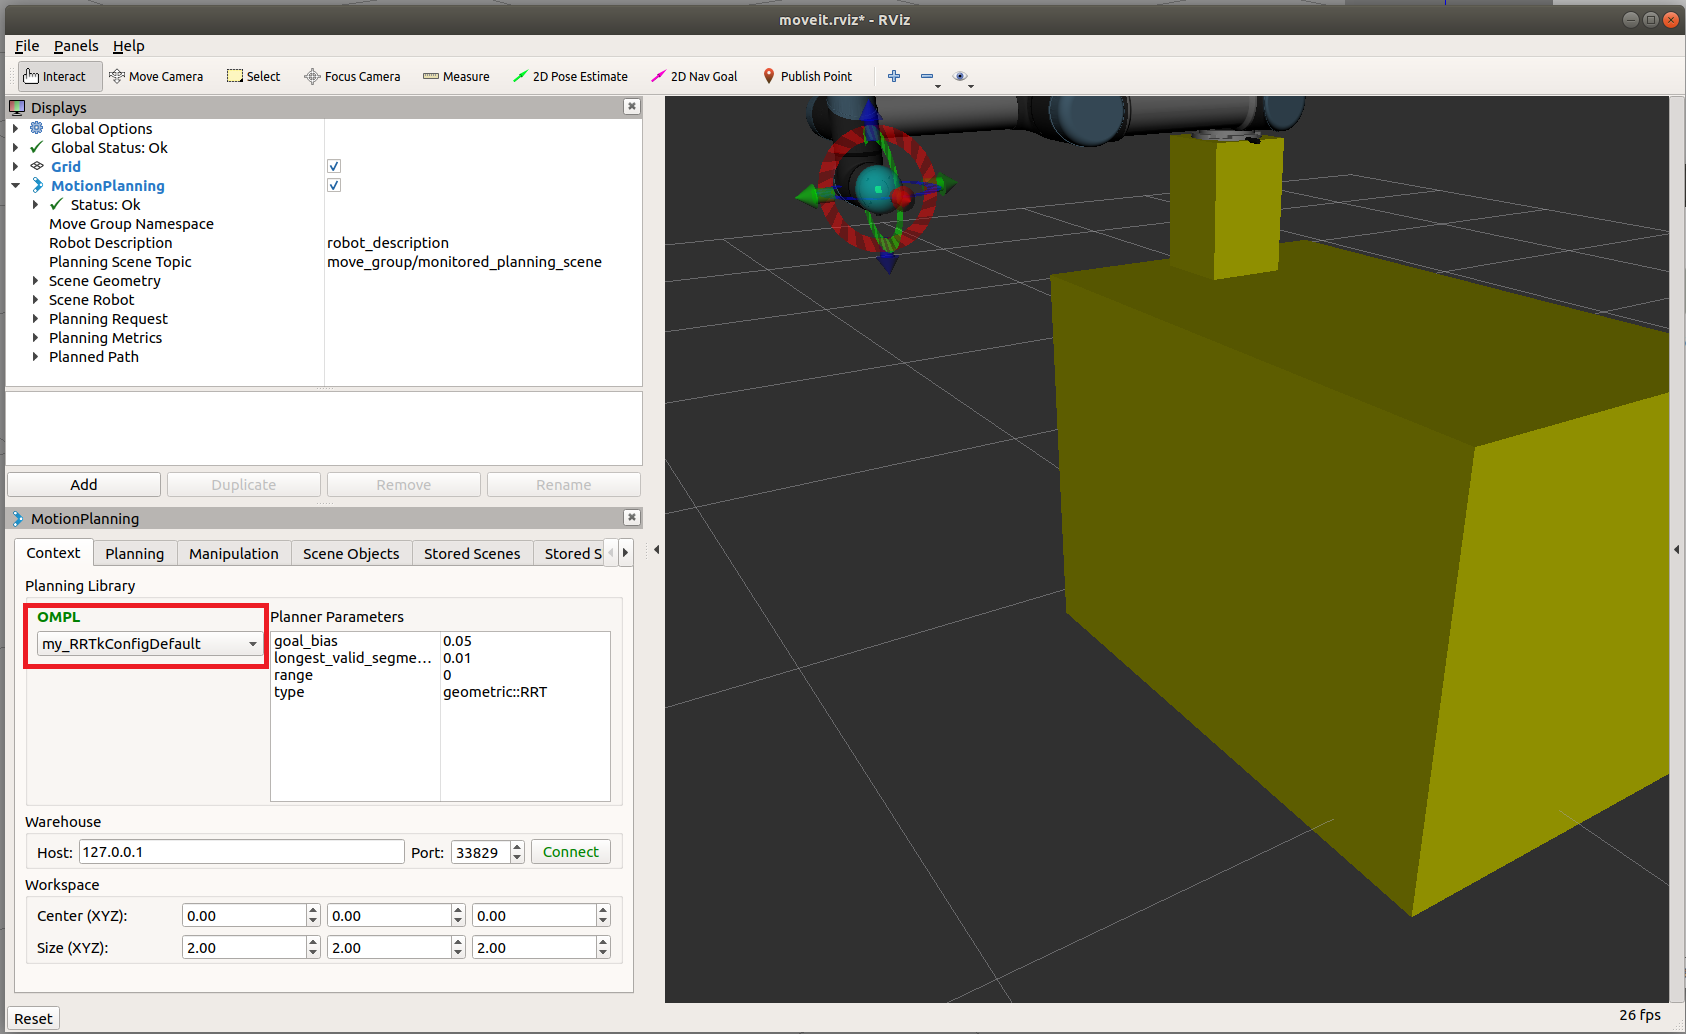 moveit.rviz* - RViz
File Panels Help
Interact Move Camera Select Focus Camera Measure 2D Pose Estimate 2D Nav Goal Publish Point
Displays
Global Options
Global Status: Ok
Grid
MotionPlanning
Status: Ok
Move Group Namespace
Robot Description robot_description
Planning Scene Topic move_group/monitored_planning_scene
Scene Geometry
Scene Robot
Planning Request
Planning Metrics
Planned Path
Add Duplicate Remove Rename
MotionPlanning
Context Planning Manipulation Scene Objects Stored Scenes Stored S
Planning Library
OMPL Planner Parameters
my_RRTkConfigDefault
goal_bias 0.05
longest_valid_segme... 0.01
range 0
type geometric::RRT
Warehouse
Host: 127.0.0.1 Port: 33829 Connect
Workspace
Center (XYZ): 0.00 0.00 0.00
Size (XYZ): 2.00 2.00 2.00
Reset 26 fps